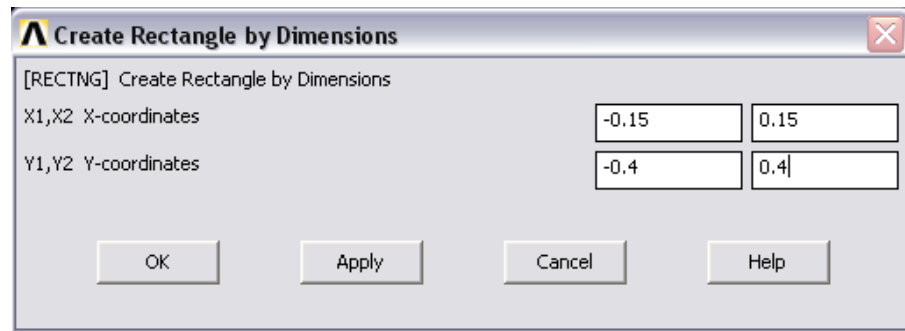 Create Rectangle by Dimensions
[RECTNG] Create Rectangle by Dimensions
X1,X2 X-coordinates -0.15 0.15
Y1,Y2 Y-coordinates -0.4 0.4
OK Apply Cancel Help